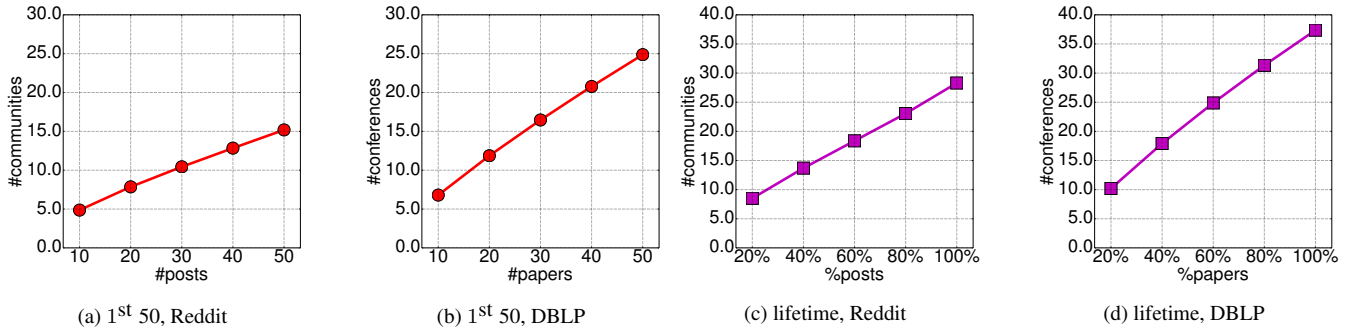 30.0
25.0
20.0
15.0
10.0
5.0
0.0
#communities
10 20 30 40 50
#posts
(a) 1st 50, Reddit
30.0
25.0
20.0
15.0
10.0
5.0
0.0
#conferences
10 20 30 40 50
#papers
(b) 1st 50, DBLP
40.0
35.0
30.0
25.0
20.0
15.0
10.0
5.0
0.0
#communities
20% 40% 60% 80% 100%
%posts
(c) lifetime, Reddit
40.0
35.0
30.0
25.0
20.0
15.0
10.0
5.0
0.0
#conferences
20% 40% 60% 80% 100%
%papers
(d) lifetime, DBLP